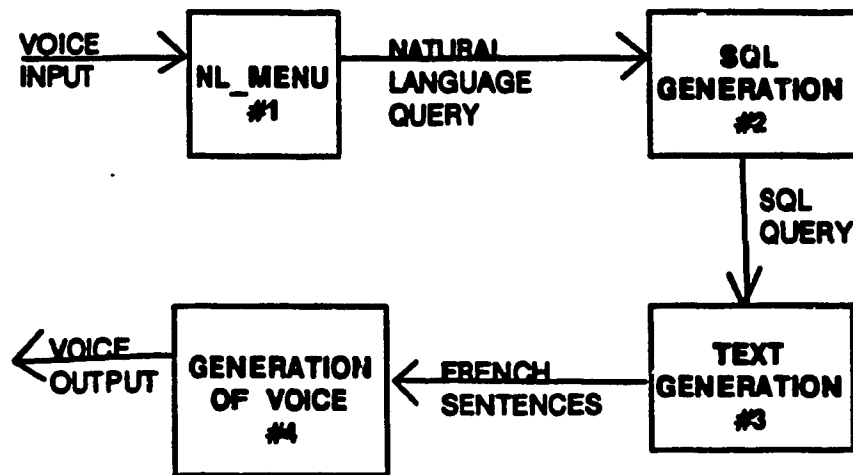 VOICE
INPUT
NL_MENU
#1
NATURAL
LANGUAGE
QUERY
SQL
GENERATION
#2
SQL
QUERY
TEXT
GENERATION
#3
FRENCH
SENTENCES
GENERATION
OF VOICE
#4
VOICE
OUTPUT